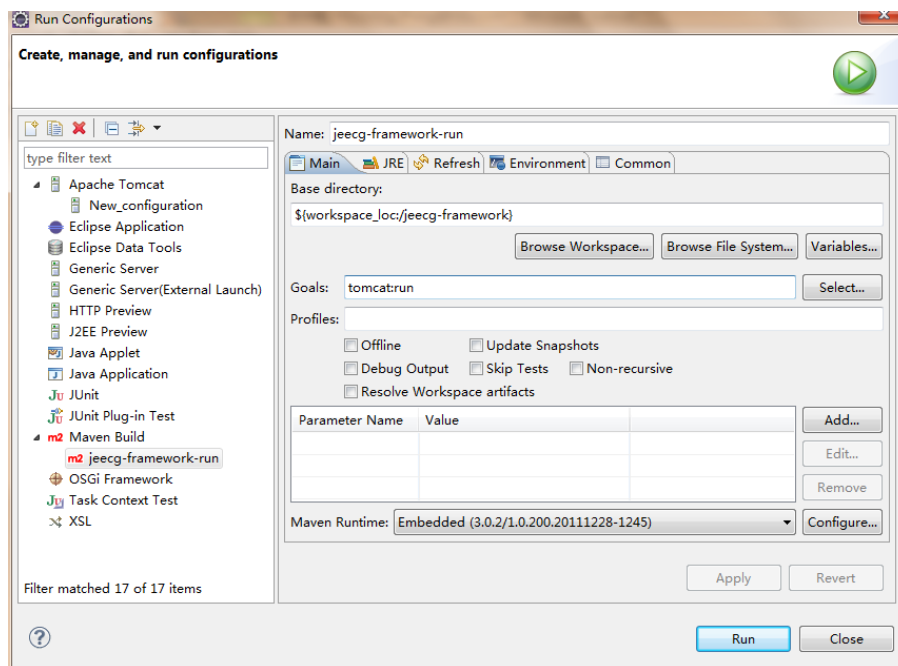 Run Configurations
Create, manage, and run configurations
type filter text
Apache Tomcat
New_configuration
Eclipse Application
Eclipse Data Tools
Generic Server
Generic Server(External Launch)
HTTP Preview
J2EE Preview
Java Applet
Java Application
Ju JUnit
JUnit Plug-in Test
m2 Maven Build
m2 jeecg-framework-run
OSGi Framework
Task Context Test
XSL
Filter matched 17 of 17 items
Name: jeecg-framework-run
Main JRE Refresh Environment Common
Base directory:
${workspace_loc:/jeecg-framework}
Browse Workspace... Browse File System... Variables...
Goals: tomcat:run Select...
Profiles:
Offline Update Snapshots
Debug Output Skip Tests Non-recursive
Resolve Workspace artifacts
Parameter Name Value Add...
Edit...
Remove
Maven Runtime: Embedded (3.0.2/1.0.200.20111228-1245) Configure...
Apply Revert
? Run Close